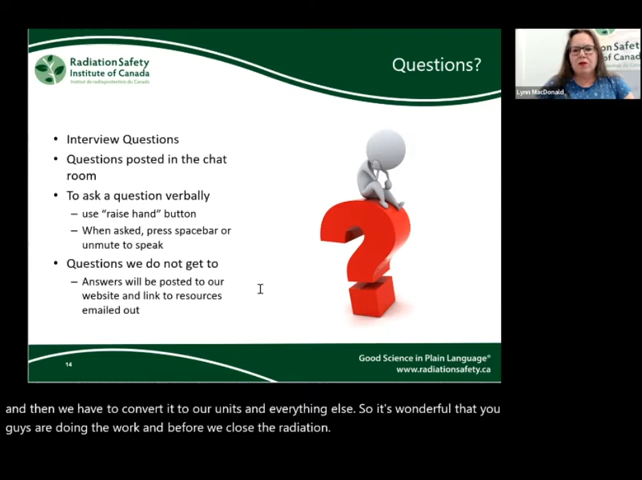 Radiation Safety
Institute of Canada
Institut de radioprotection du Canada
Questions?
• Interview Questions
• Questions posted in the chat
room
• To ask a question verbally
– use “raise hand” button
– When asked, press spacebar or
unmute to speak
• Questions we do not get to
– Answers will be posted to our
website and link to resources
emailed out
14
Good Science in Plain Language®
www.radiationsafety.ca
Lynn MacDonald
and then we have to convert it to our units and everything else. So it's wonderful that you
guys are doing the work and before we close the radiation.